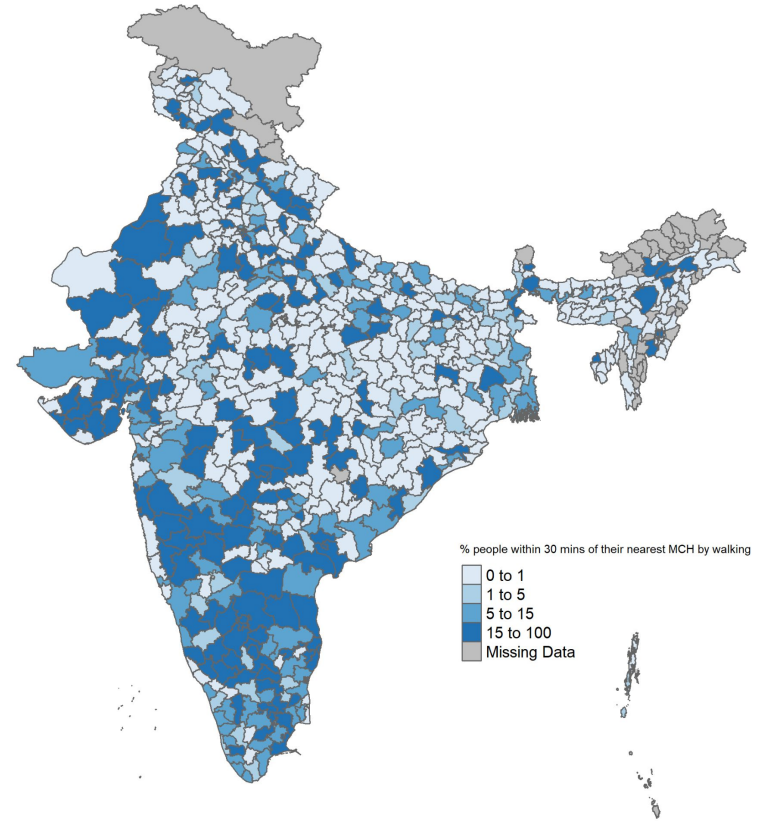 % people within 30 mins of their nearest MCH by walking
0 to 1
1 to 5
5 to 15
15 to 100
Missing Data